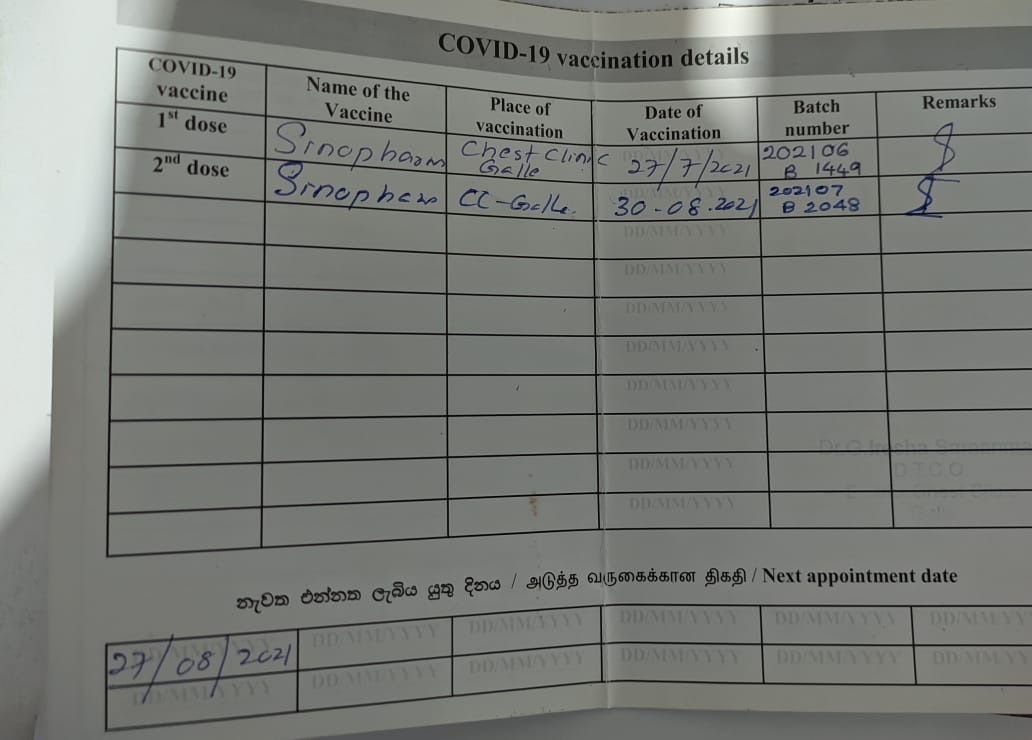 COVID-19 vaccination details
COVID-19 vaccine Name of the Vaccine Place of vaccination Date of Vaccination Batch number Remarks
1st dose Sinopharm Chest Clinic Galle 27/7/2021 202106 B 1449
2nd dose Sinopharm CC-Galle. 30-08.2021 202107 B 2048
DD/MM/YYYY
DD/MM/YYYY
DD/MM/YYYY
DD/MM/YYYY
DD/MM/YYYY
DD/MM/YYYY
DD/MM/YYYY
DD/MM/YYYY
D.T.C.O
නැවත එන්නත ලැබිය යුතු දිනය / அடுத்த வருகைக்கான திகதி / Next appointment date
27/08/2021 DD/MM/YYYY DD/MM/YYYY DD/MM/YYYY DD/MM/YYYY DD/MM/YYYY
DD/MM/YYYY DD/MM/YYYY DD/MM/YYYY DD/MM/YYYY DD/MM/YYYY DD/MM/YY